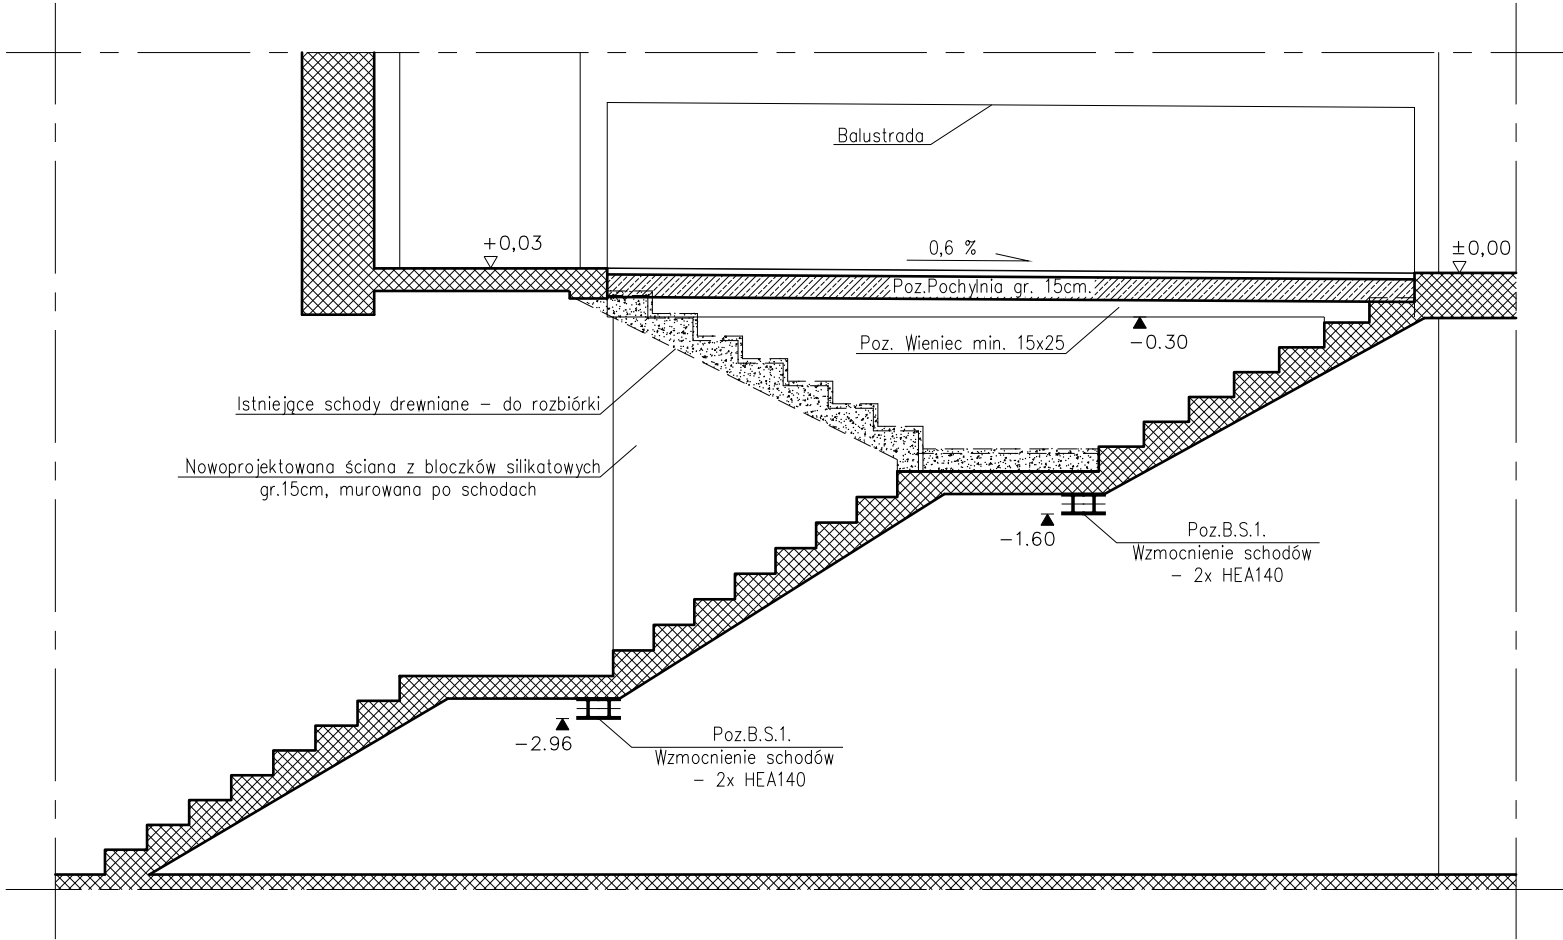 Balustrada
+0,03
0,6 %
±0,00
Poz.Pochylnia gr. 15cm.
Poz. Wieniec min. 15x25
-0.30
Istniejące schody drewniane - do rozbiórki
Nowoprojektowana ściana z bloczków silikatowych
gr.15cm, murowana po schodach
-1.60
Poz.B.S.1.
Wzmocnienie schodów
- 2x HEA140
-2.96
Poz.B.S.1.
Wzmocnienie schodów
- 2x HEA140